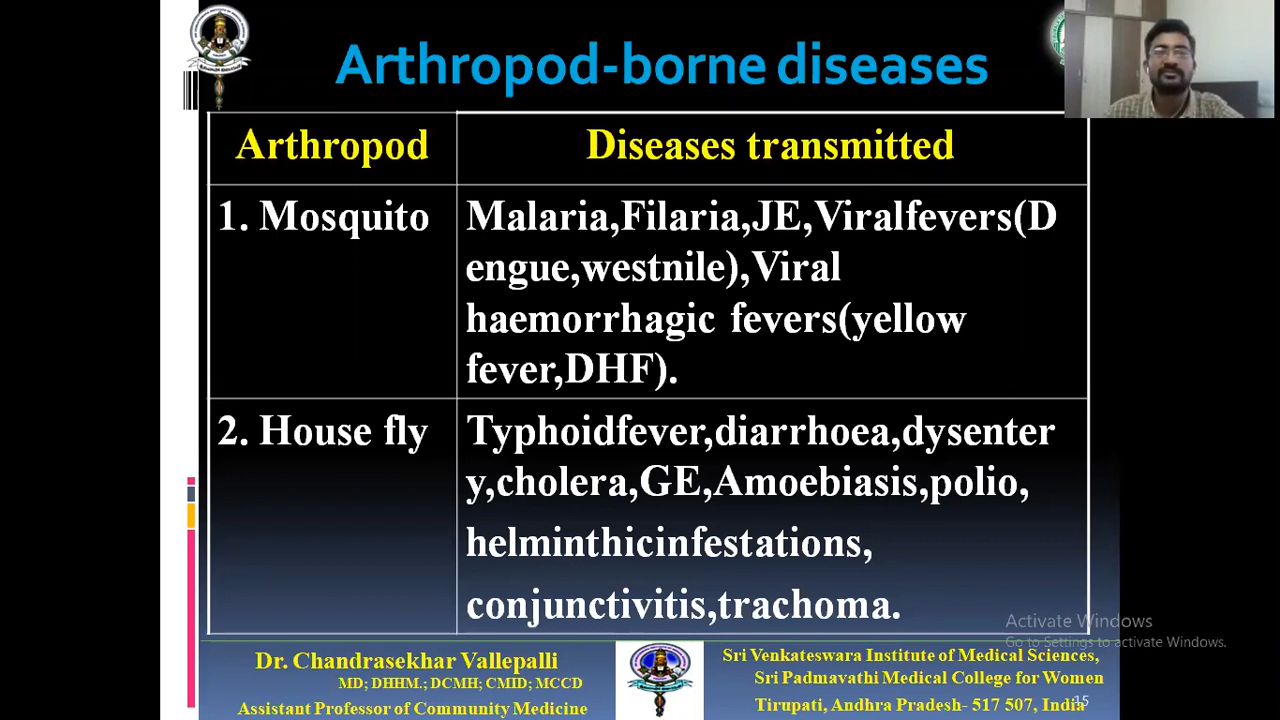 Arthropod-borne diseases
Arthropod
Diseases transmitted
1. Mosquito
Malaria,Filaria,JE,Viralfevers(D
engue,westnile),Viral
haemorrhagic fevers(yellow
fever,DHF).
2. House fly
Typhoidfever,diarrhoea,dysenter
y,cholera,GE,Amoebiasis,polio,
helminthicinfestations,
conjunctivitis,trachoma.
Activate Windows
Go to Settings to activate Windows.
Dr. Chandrasekhar Vallepalli
MD; DHHM.; DCMH; CMID; MCCD
Assistant Professor of Community Medicine
Sri Venkateswara Institute of Medical Sciences,
Sri Padmavathi Medical College for Women
Tirupati, Andhra Pradesh- 517 507, India
15